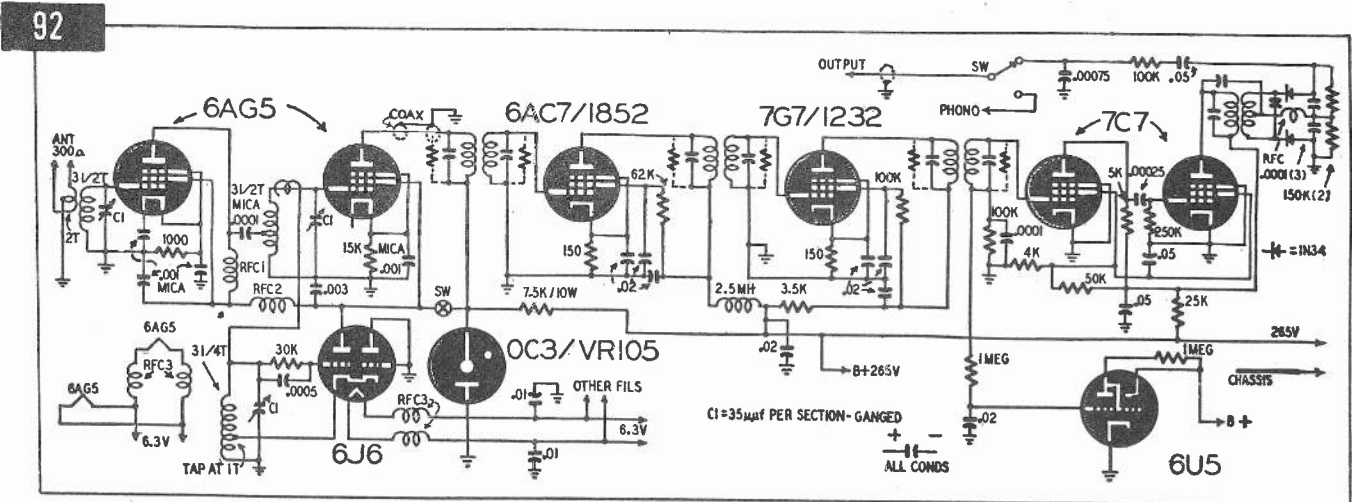 92
OUTPUT
SW
.00075
100K
.05
PHONO
6AG5
COAX
6AC7/1852
7G7/1232
7C7
ANT
300Ω
3 1/2T
C1
2T
1000
.001
MICA
3 1/2T
MICA
.0001
C1
RFC1
15K
MICA
.001
RFC2
.003
62K
150
.02
100K
150
.02
100K
.0001
4K
5K
.00025
250K
.05
50K
.05
25K
RFC
.0001(3)
150K(2)
=1N34
SW
7.5K/10W
2.5MH
3.5K
265V
6AG5
RFC3
6AG5
6.3V
3 1/4T
30K
.0005
C1
TAP AT 1T
6J6
OC3/VR105
RFC3
.01
OTHER FILS
6.3V
.01
.02
B+265V
C1=35µµf PER SECTION-GANGED
+ −
ALL CONDS
1MEG
.02
1MEG
CHASSIS
B+
6U5